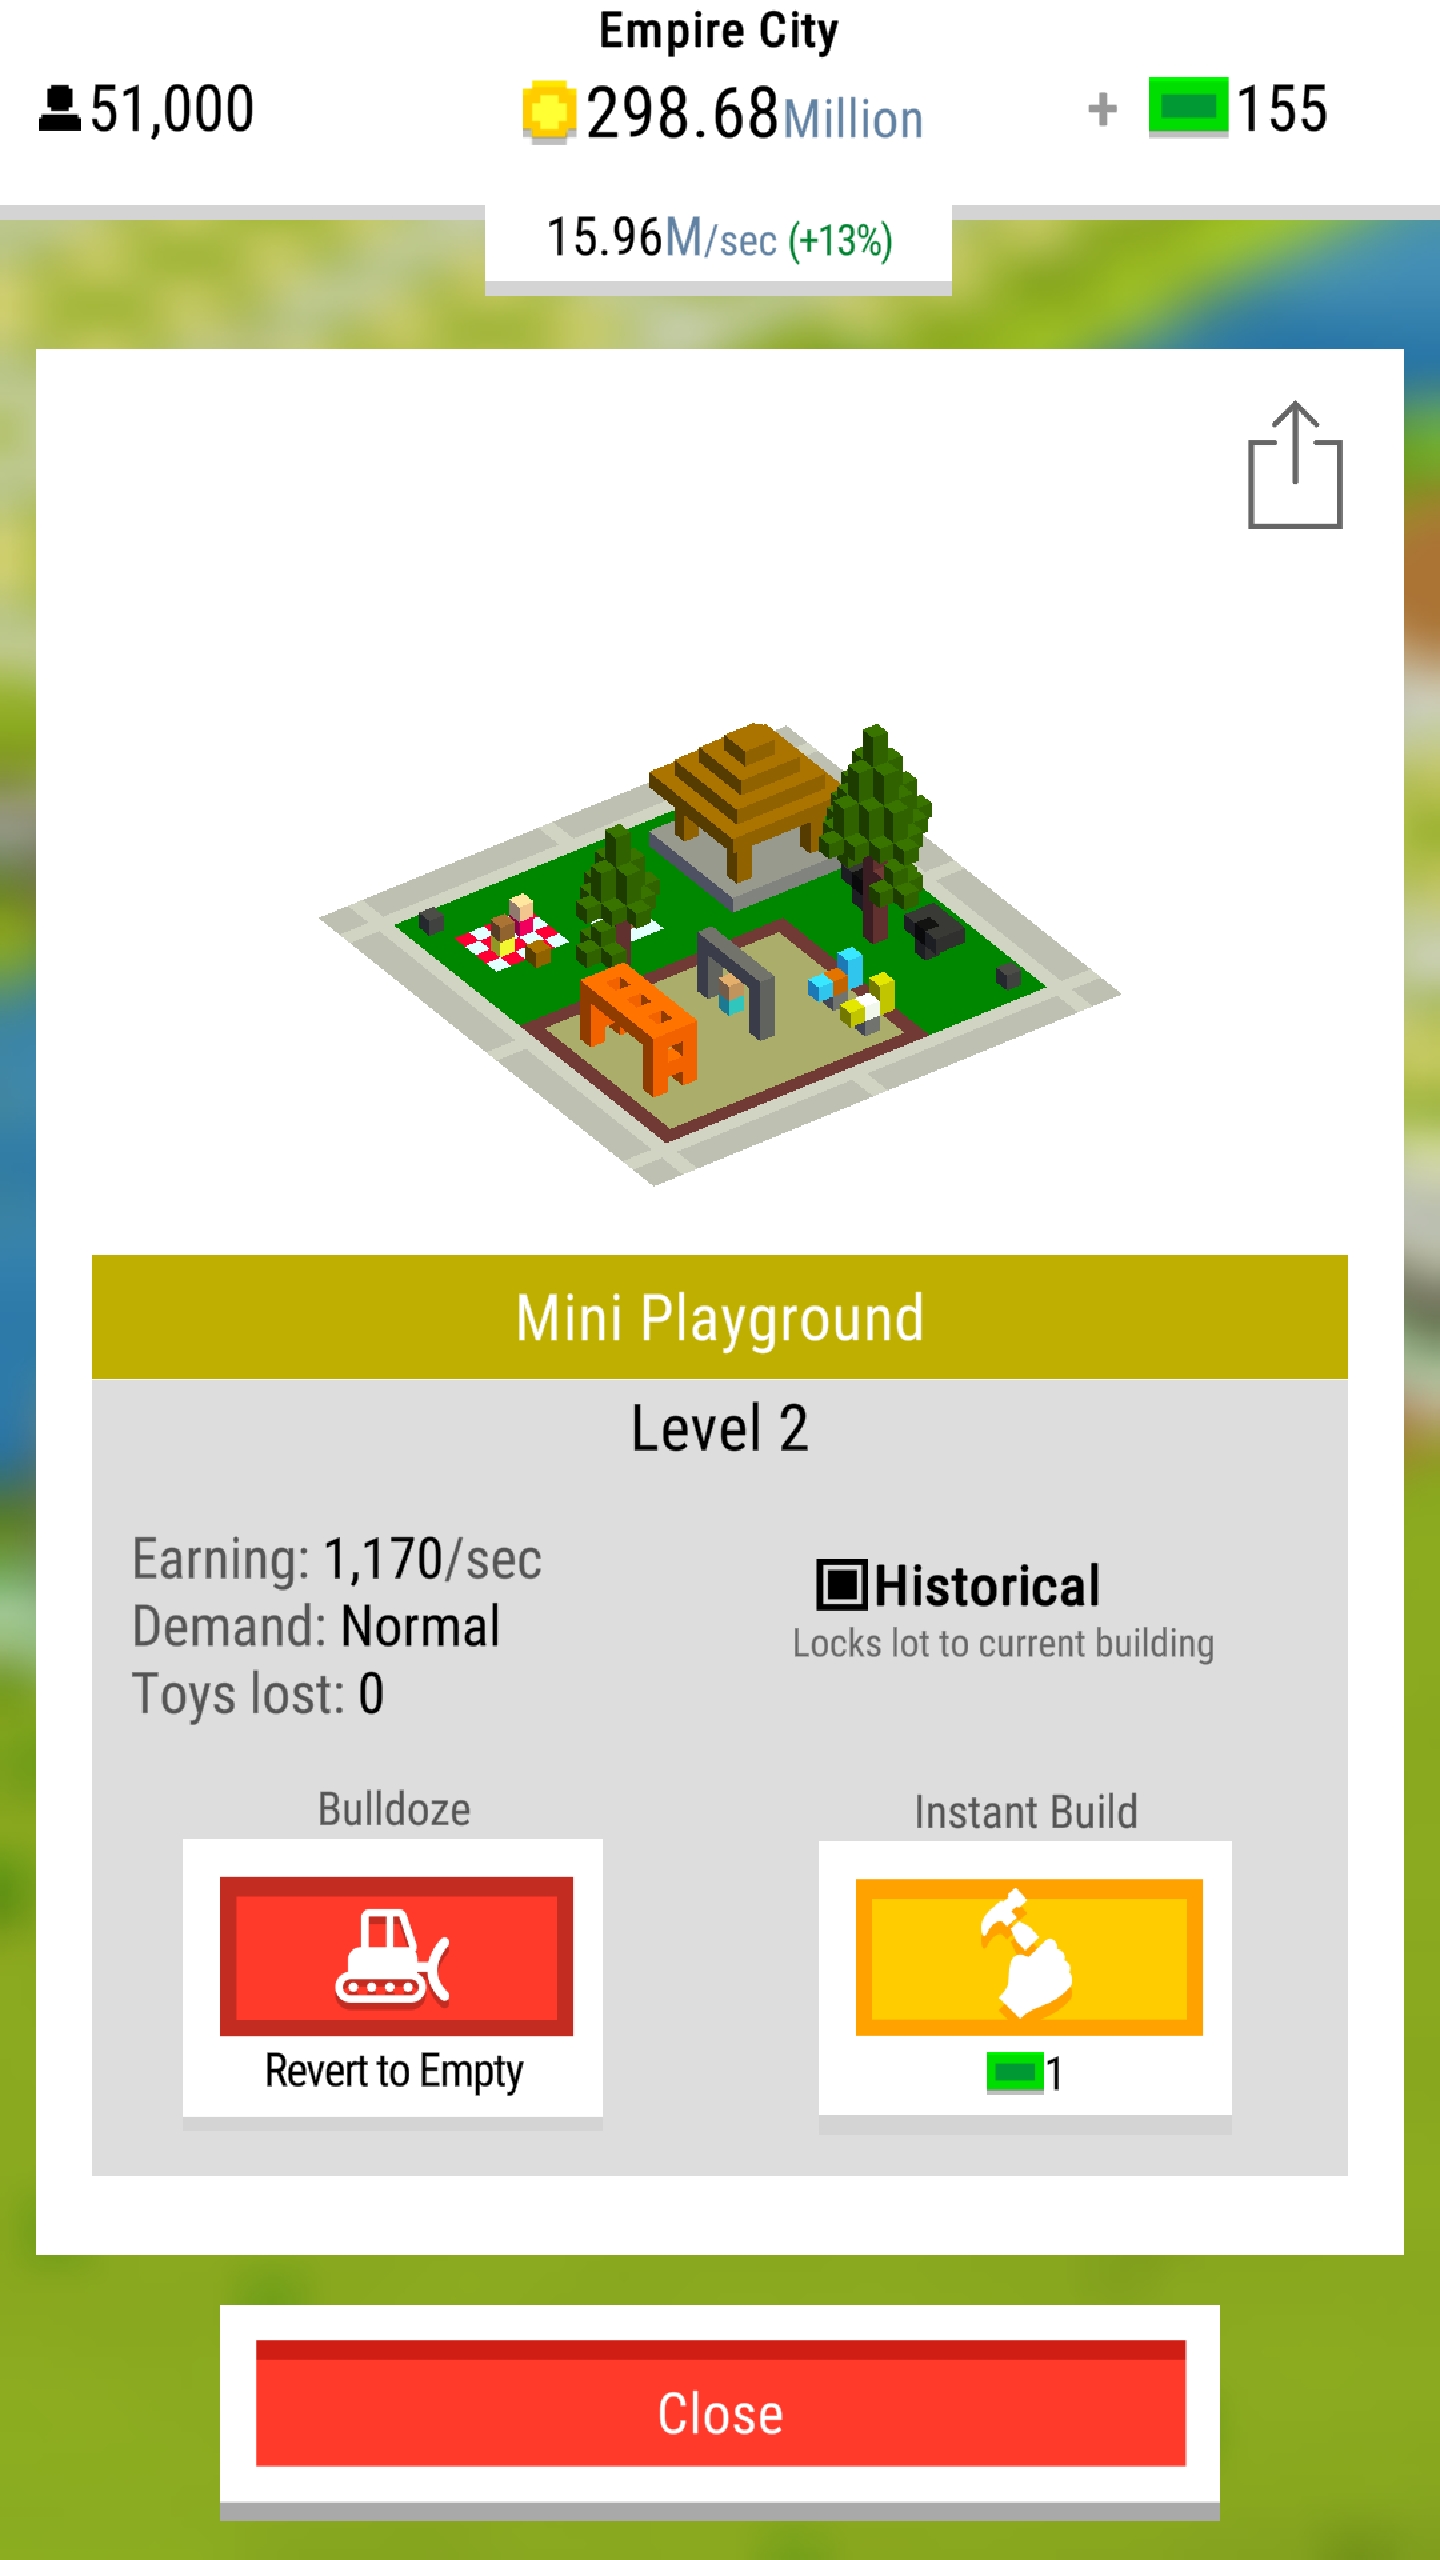 Empire City
51,000
298.68Million
+ 155
15.96M/sec (+13%)
Mini Playground
Level 2
Earning: 1,170/sec
Demand: Normal
Toys lost: 0
Historical
Locks lot to current building
Bulldoze
Revert to Empty
Instant Build
1
Close